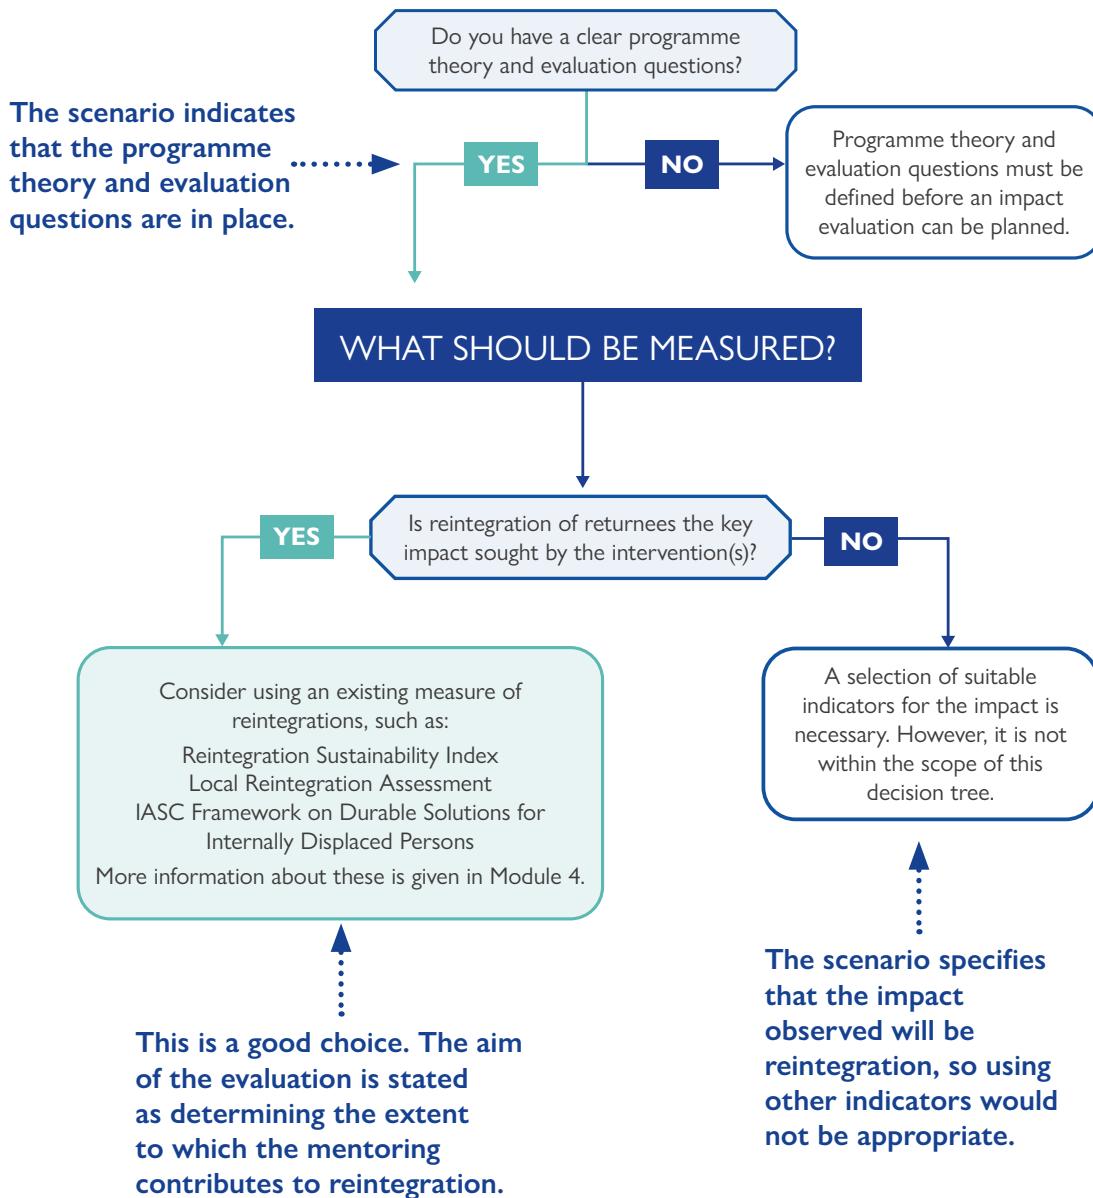 Do you have a clear programme
theory and evaluation questions?
The scenario indicates
that the programme
theory and evaluation
questions are in place.
YES
NO
Programme theory and
evaluation questions must be
defined before an impact
evaluation can be planned.
WHAT SHOULD BE MEASURED?
Is reintegration of returnees the key
impact sought by the intervention(s)?
YES
NO
Consider using an existing measure of
reintegrations, such as:
Reintegration Sustainability Index
Local Reintegration Assessment
IASC Framework on Durable Solutions for
Internally Displaced Persons
More information about these is given in Module 4.
A selection of suitable
indicators for the impact is
necessary. However, it is not
within the scope of this
decision tree.
This is a good choice. The aim
of the evaluation is stated
as determining the extent
to which the mentoring
contributes to reintegration.
The scenario specifies
that the impact
observed will be
reintegration, so using
other indicators would
not be appropriate.